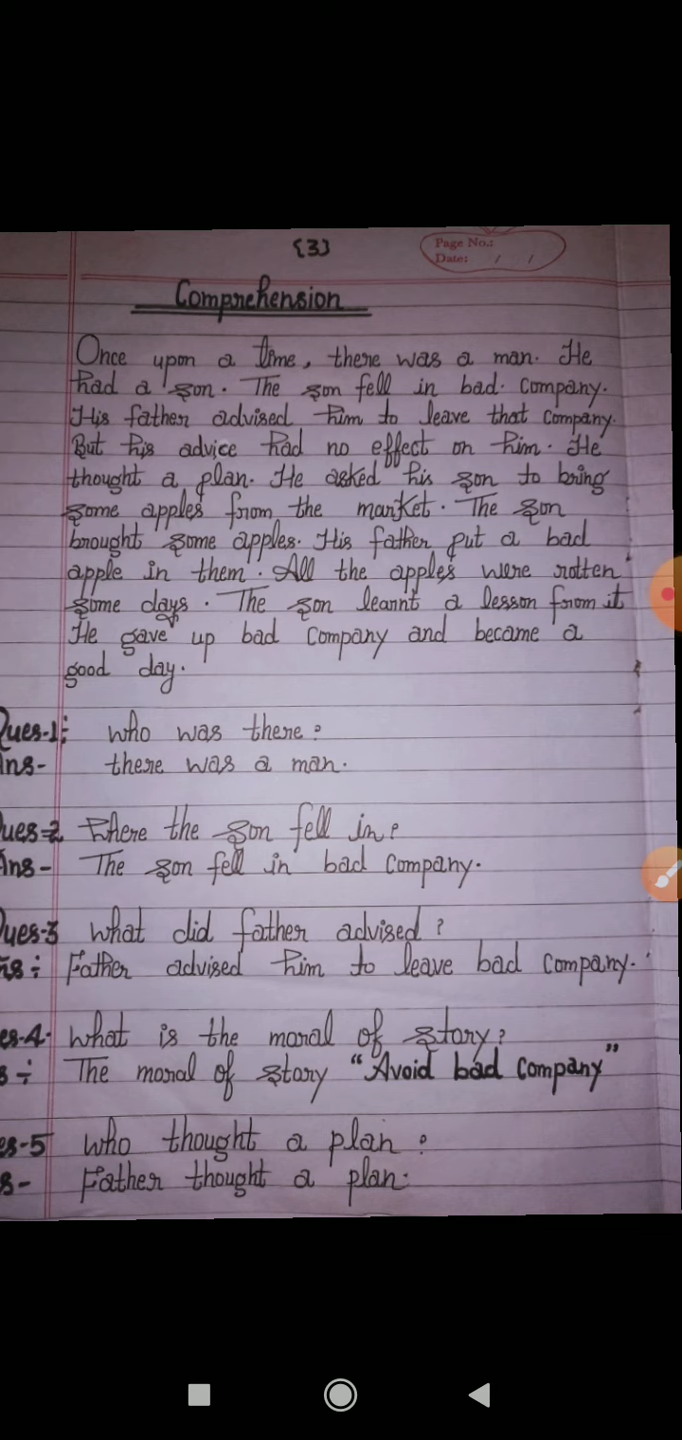 {3}
Page No.:
Date: / /
Comprehension
Once upon a time, there was a man. He
had a son. The son fell in bad. company.
His father advised him to leave that company.
But his advice had no effect on him. He
thought a plan. He asked his son to bring
some apples from the market. The son
brought some apples. His father put a bad
apple in them. All the apples were rotten
some days. The son learnt a lesson from it
He gave up bad company and became a
good day.
Ques-1: who was there?
Ans- there was a man.
ues-2 Where the son fell in?
Ans- The son fell in bad company.
Ques-3 what did father advised?
ns÷ Father advised him to leave bad company.
es-4. What is the moral of story?
s÷ The moral of story “Avoid bad company”
es-5 Who thought a plan?
s- Father thought a plan.